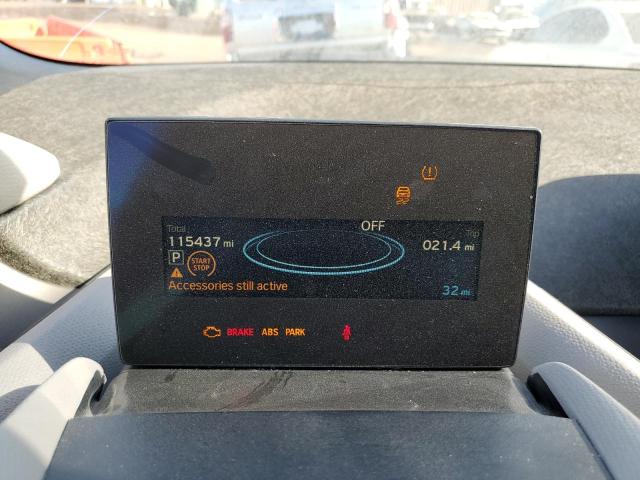 OFF
Total
Trip
115437 mi
021.4 mi
P
START
STOP
Accessories still active
32 mi
BRAKE ABS PARK